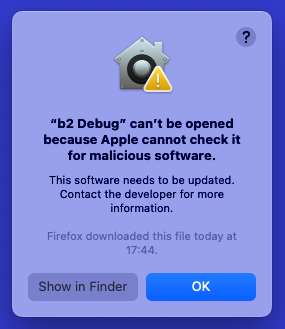 ?
“b2 Debug” can’t be opened
because Apple cannot check it
for malicious software.
This software needs to be updated.
Contact the developer for more
information.
Firefox downloaded this file today at
17:44.
Show in Finder
OK